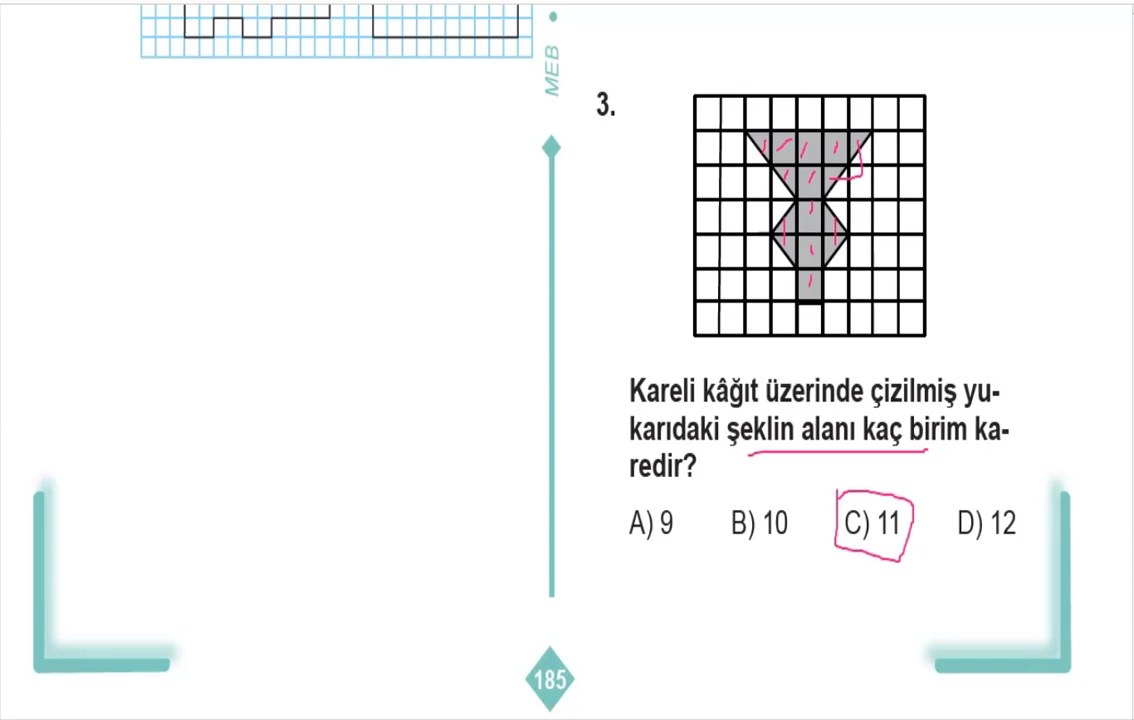 MEB
3.
Kareli kâğıt üzerinde çizilmiş yu-
karıdaki şeklin alanı kaç birim ka-
redir?
A) 9 B) 10 C) 11 D) 12
185